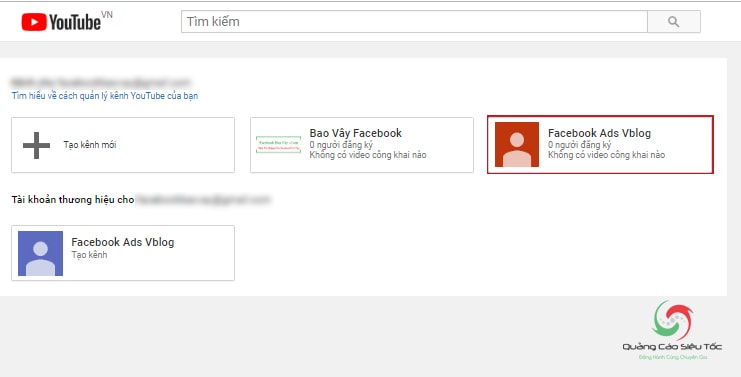 YouTube VN
Tìm kiếm
Tìm hiểu về cách quản lý kênh YouTube của bạn
Tạo kênh mới
Bao Vây Facebook
0 người đăng ký
Không có video công khai nào
Facebook Ads Vblog
0 người đăng ký
Không có video công khai nào
Tài khoản thương hiệu cho
Facebook Ads Vblog
Tạo kênh
Quảng Cáo Siêu Tốc
Đồng Hành Cùng Chuyên Gia